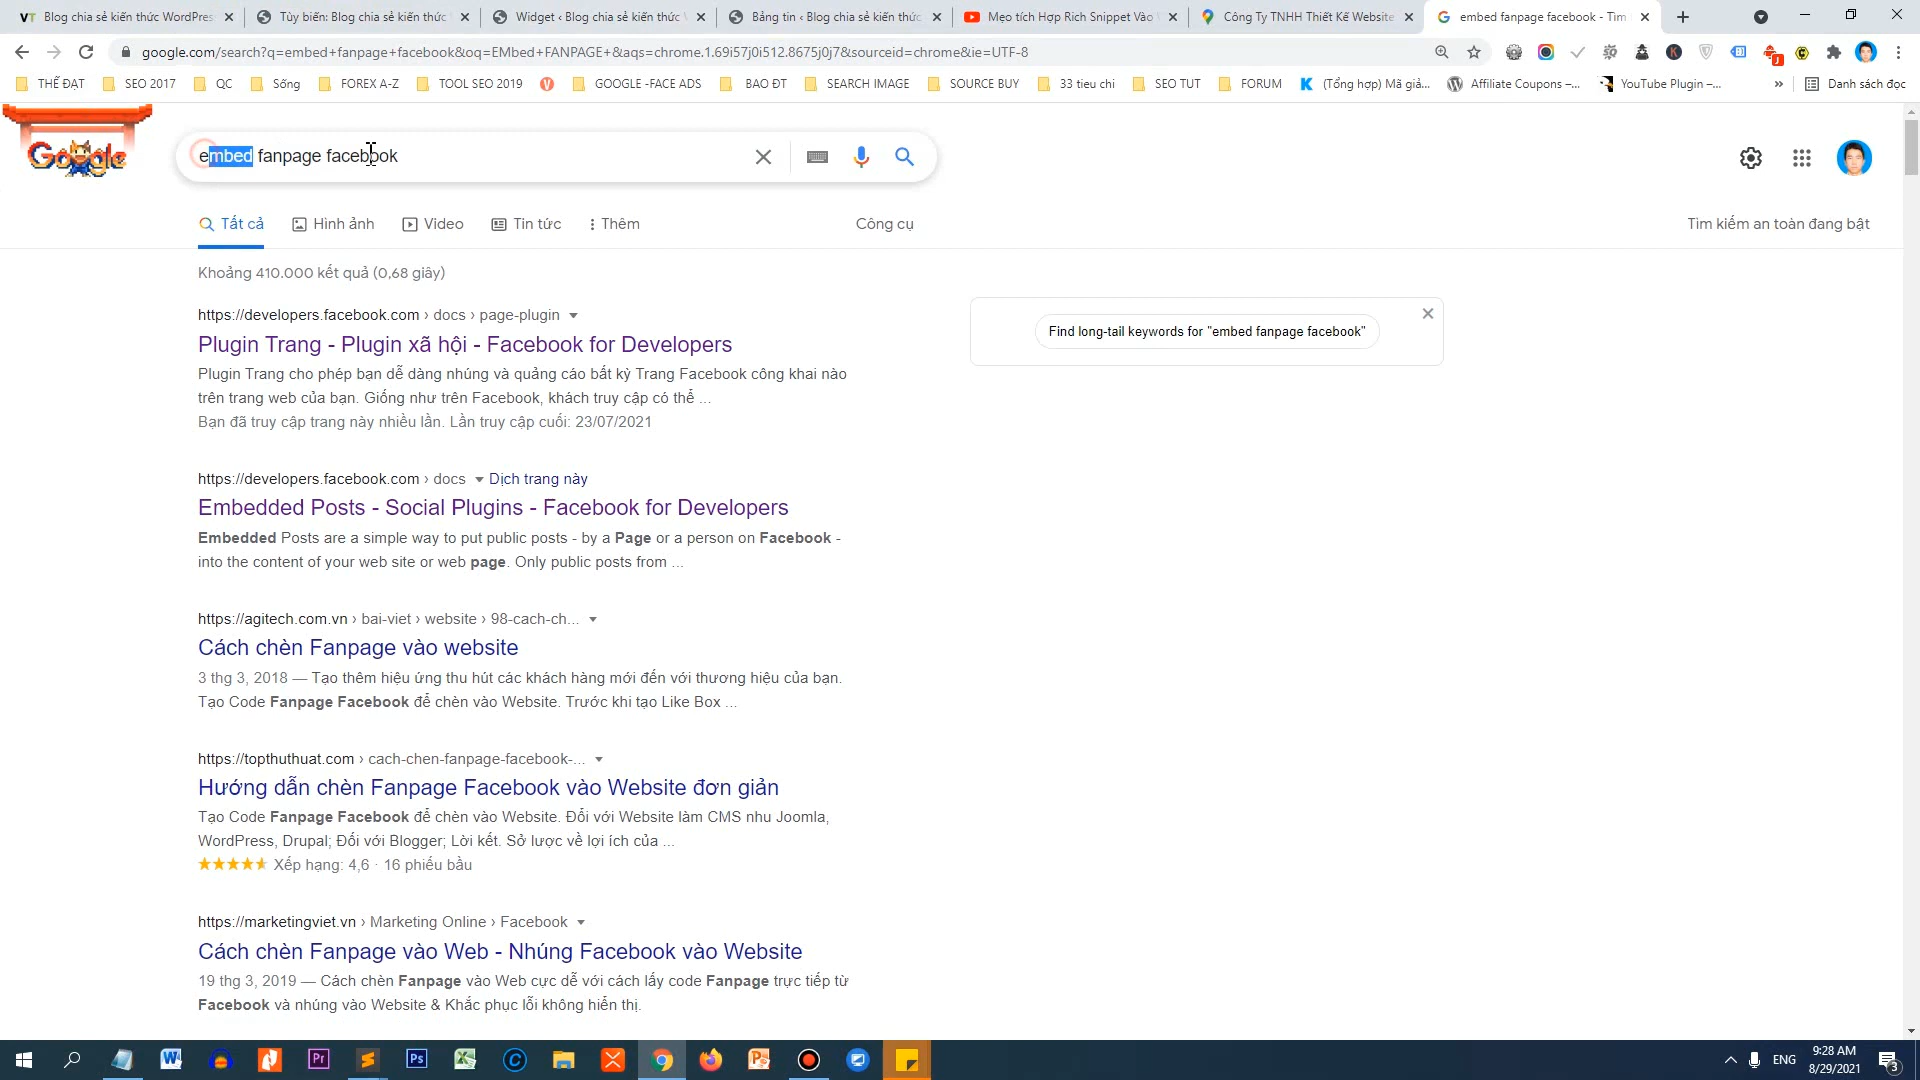 Blog chia sẻ kiến thức WordPres
Tùy biến: Blog chia sẻ kiến thức
Widget ‹ Blog chia sẻ kiến thức
Bảng tin ‹ Blog chia sẻ kiến thức
Mẹo tích Hợp Rich Snippet Vào
Công Ty TNHH Thiết Kế Website
embed fanpage facebook - Tìm
google.com/search?q=embed+fanpage+facebook&oq=EMbed+FANPAGE+&aqs=chrome.1.69i57j0i512.8675j0j7&sourceid=chrome&ie=UTF-8
THẾ ĐẠT
SEO 2017
QC
Sống
FOREX A-Z
TOOL SEO 2019
GOOGLE -FACE ADS
BAO ĐT
SEARCH IMAGE
SOURCE BUY
33 tieu chi
SEO TUT
FORUM
(Tổng hợp) Mã giả...
Affiliate Coupons –...
YouTube Plugin –...
»
Danh sách đọc
Google
embed fanpage facebook
Tất cả
Hình ảnh
Video
Tin tức
Thêm
Công cụ
Tìm kiếm an toàn đang bật
Khoảng 410.000 kết quả (0,68 giây)
https://developers.facebook.com › docs › page-plugin
Plugin Trang - Plugin xã hội - Facebook for Developers
Plugin Trang cho phép bạn dễ dàng nhúng và quảng cáo bất kỳ Trang Facebook công khai nào
trên trang web của bạn. Giống như trên Facebook, khách truy cập có thể ...
Bạn đã truy cập trang này nhiều lần. Lần truy cập cuối: 23/07/2021
Find long-tail keywords for "embed fanpage facebook"
https://developers.facebook.com › docs
Dịch trang này
Embedded Posts - Social Plugins - Facebook for Developers
Embedded Posts are a simple way to put public posts - by a Page or a person on Facebook -
into the content of your web site or web page. Only public posts from ...
https://agitech.com.vn › bai-viet › website › 98-cach-ch...
Cách chèn Fanpage vào website
3 thg 3, 2018 — Tạo thêm hiệu ứng thu hút các khách hàng mới đến với thương hiệu của bạn.
Tạo Code Fanpage Facebook để chèn vào Website. Trước khi tạo Like Box ...
https://topthuthuat.com › cach-chen-fanpage-facebook-...
Hướng dẫn chèn Fanpage Facebook vào Website đơn giản
Tạo Code Fanpage Facebook để chèn vào Website. Đối với Website làm CMS như Joomla,
WordPress, Drupal; Đối với Blogger; Lời kết. Sở lược về lợi ích của ...
Xếp hạng: 4,6 · 16 phiếu bầu
https://marketingviet.vn › Marketing Online › Facebook
Cách chèn Fanpage vào Web - Nhúng Facebook vào Website
19 thg 3, 2019 — Cách chèn Fanpage vào Web cực dễ với cách lấy code Fanpage trực tiếp từ
Facebook và nhúng vào Website & Khắc phục lỗi không hiển thị.
ENG
9:28 AM
8/29/2021
3